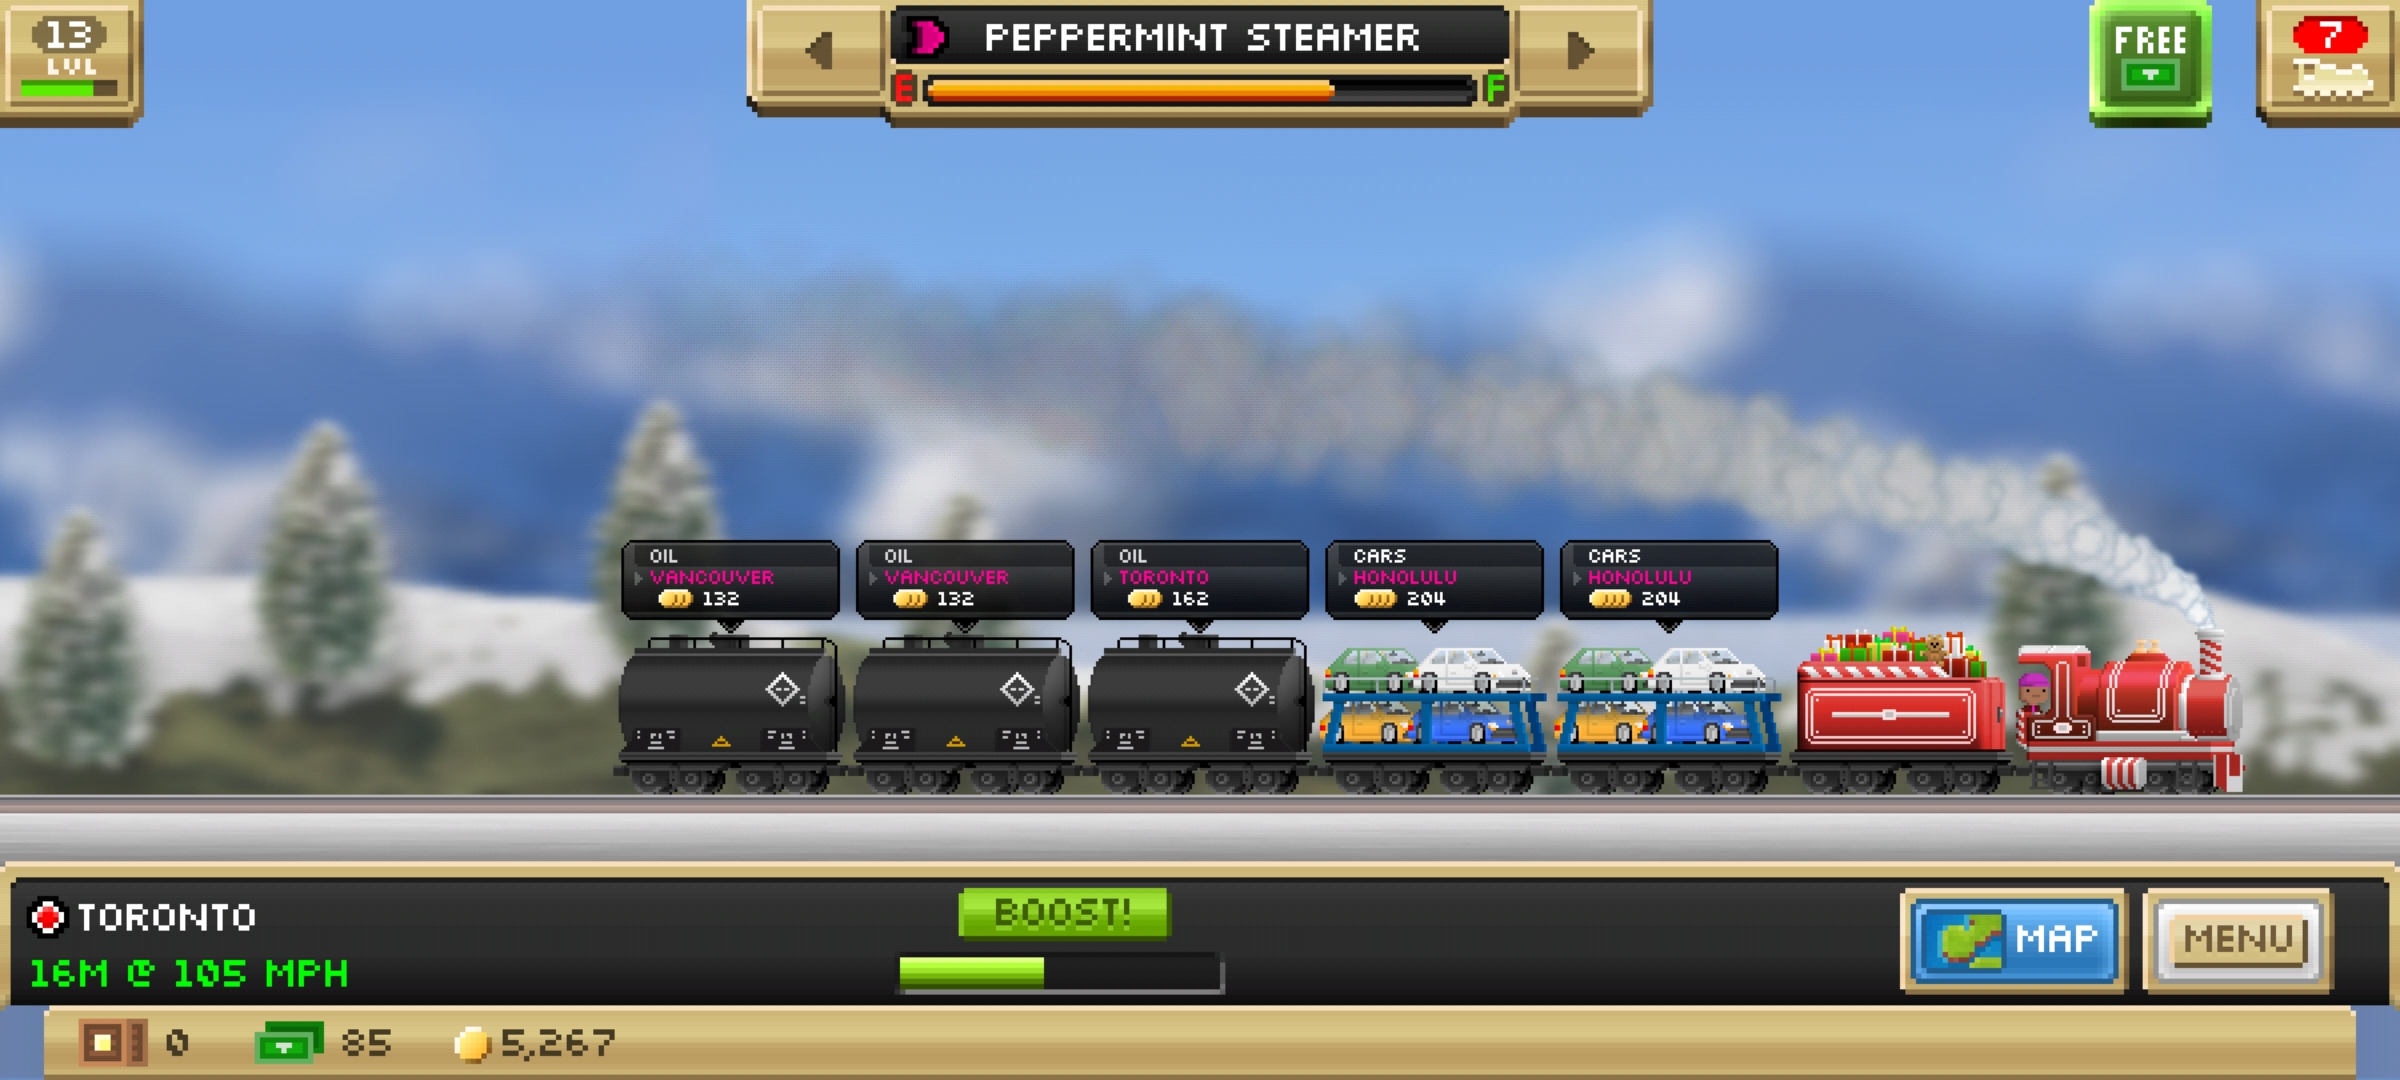 13
LVL
PEPPERMINT STEAMER
E F
FREE
7
OIL
VANCOUVER
132
OIL
VANCOUVER
132
OIL
TORONTO
162
CARS
HONOLULU
204
CARS
HONOLULU
204
TORONTO
16M @ 105 MPH
BOOST!
MAP
MENU
0
85
5,267